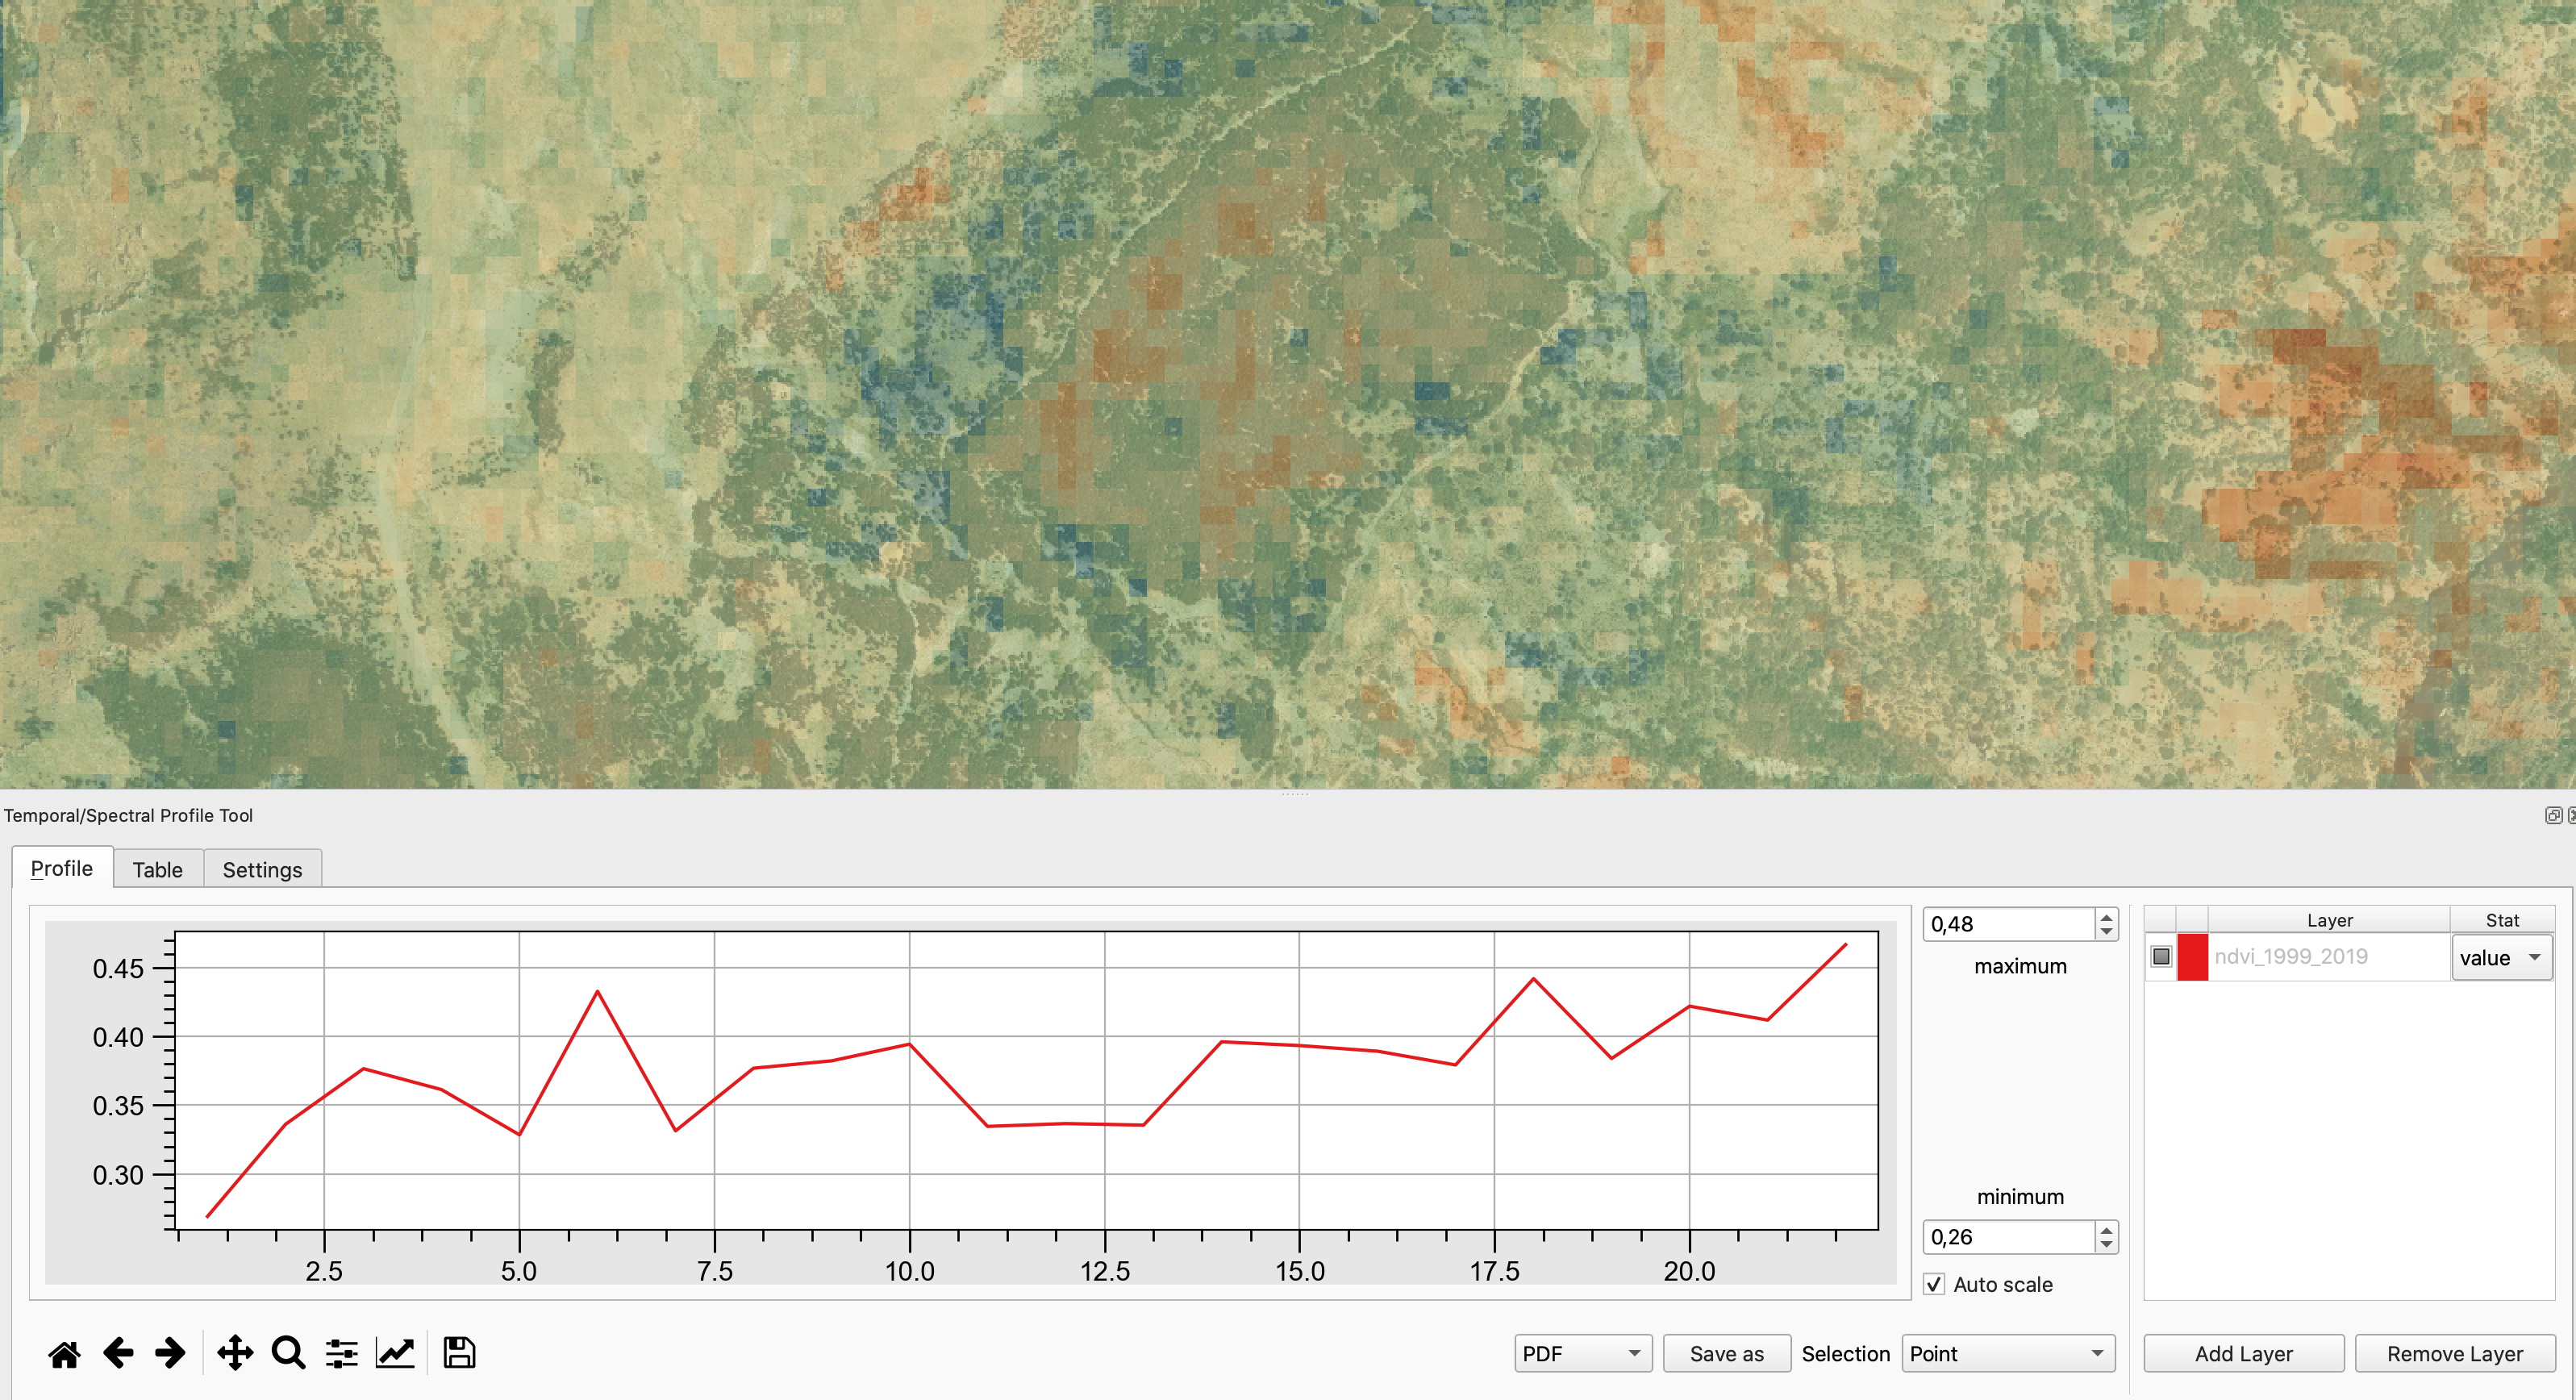 Temporal/Spectral Profile Tool
Profile Table Settings
0.45
0.40
0.35
0.30
2.5 5.0 7.5 10.0 12.5 15.0 17.5 20.0
0,48
maximum
minimum
0,26
Auto scale
Layer Stat
ndvi_1999_2019 value
PDF Save as Selection Point Add Layer Remove Layer